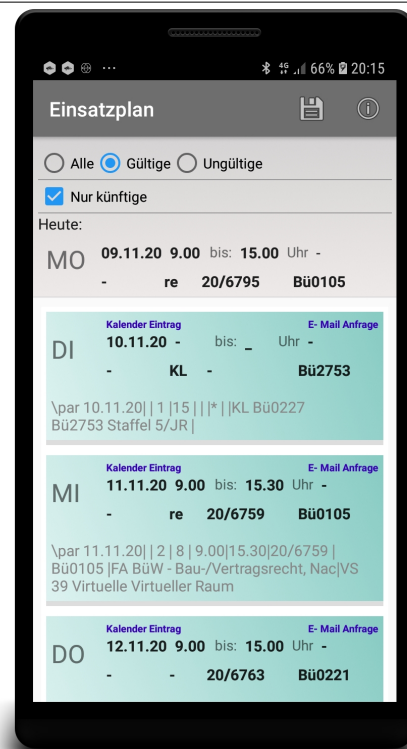 ... 4G 66% 20:15
Einsatzplan
Alle Gültige Ungültige
Nur künftige
Heute:
MO 09.11.20 9.00 bis: 15.00 Uhr -
- re 20/6795 Bü0105
Kalender Eintrag E- Mail Anfrage
DI 10.11.20 - bis: _ Uhr -
- KL - Bü2753
\par 10.11.20| | 1 |15 | | |* | |KL Bü0227
Bü2753 Staffel 5/JR |
Kalender Eintrag E- Mail Anfrage
MI 11.11.20 9.00 bis: 15.30 Uhr -
- re 20/6759 Bü0105
\par 11.11.20| | 2 | 8 | 9.00|15.30|20/6759 |
Bü0105 |FA BüW - Bau-/Vertragsrecht, Nac|VS
39 Virtuelle Virtueller Raum
Kalender Eintrag E- Mail Anfrage
DO 12.11.20 9.00 bis: 15.00 Uhr -
- - 20/6763 Bü0221